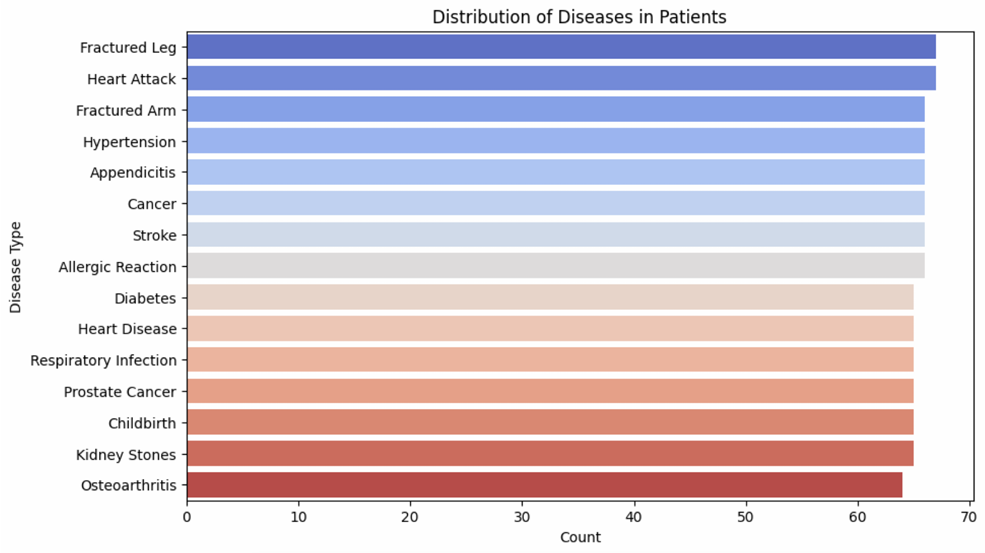 Distribution of Diseases in Patients
Fractured Leg
Heart Attack
Fractured Arm
Hypertension
Appendicitis
Cancer
Stroke
Allergic Reaction
Diabetes
Heart Disease
Respiratory Infection
Prostate Cancer
Childbirth
Kidney Stones
Osteoarthritis
Disease Type
0 10 20 30 40 50 60 70
Count